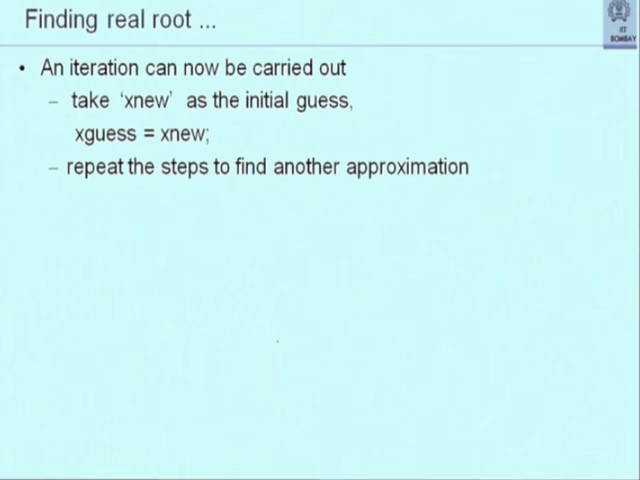 Finding real root ...
IIT
BOMBAY
• An iteration can now be carried out
– take ‘xnew’ as the initial guess,
xguess = xnew;
– repeat the steps to find another approximation